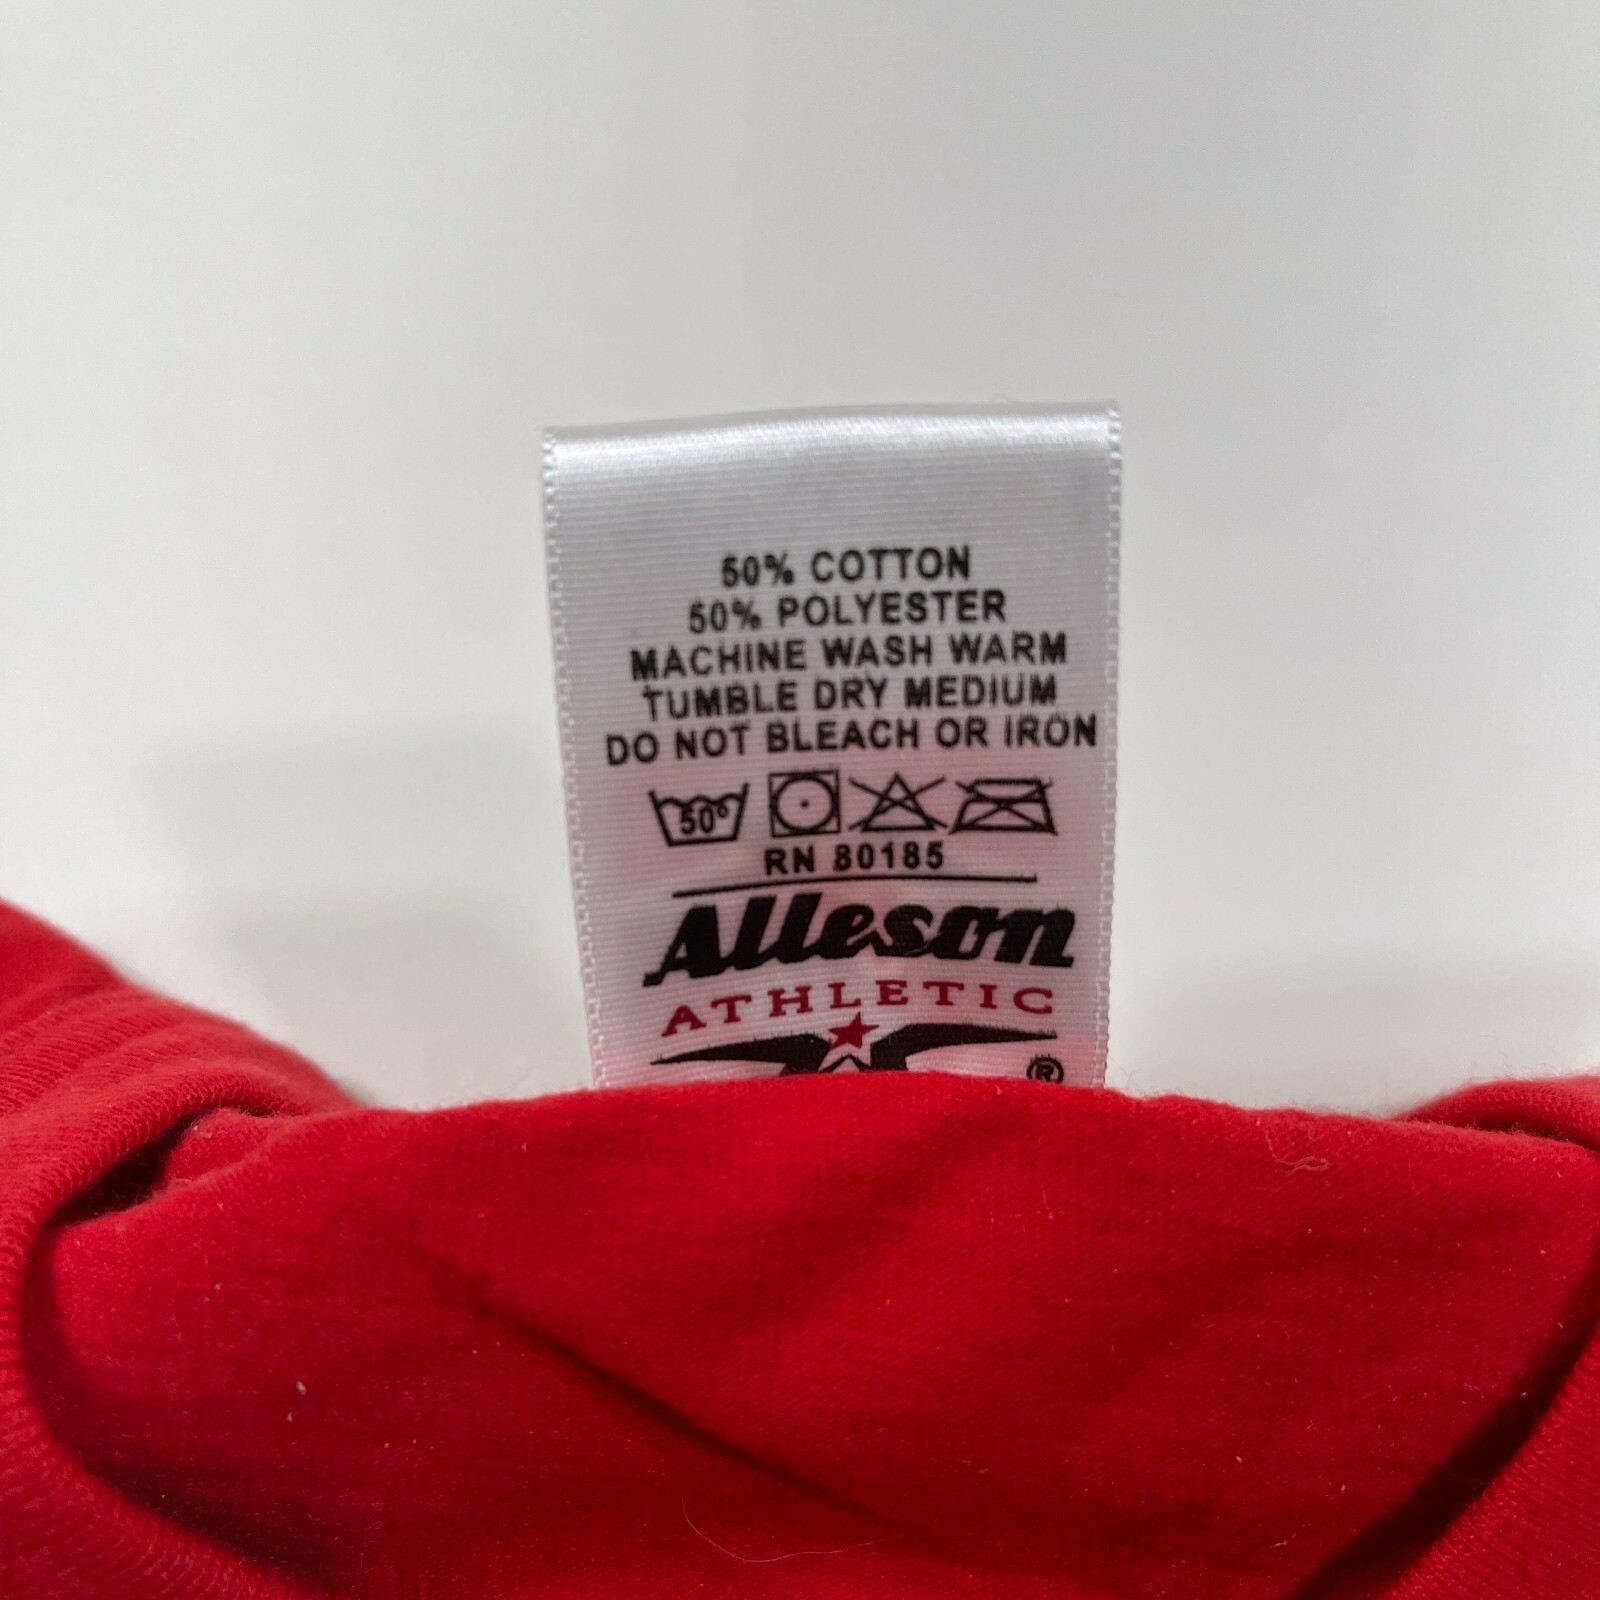 50% COTTON
50% POLYESTER
MACHINE WASH WARM
TUMBLE DRY MEDIUM
DO NOT BLEACH OR IRON
50°
RN 80185
Alleson
ATHLETIC
®